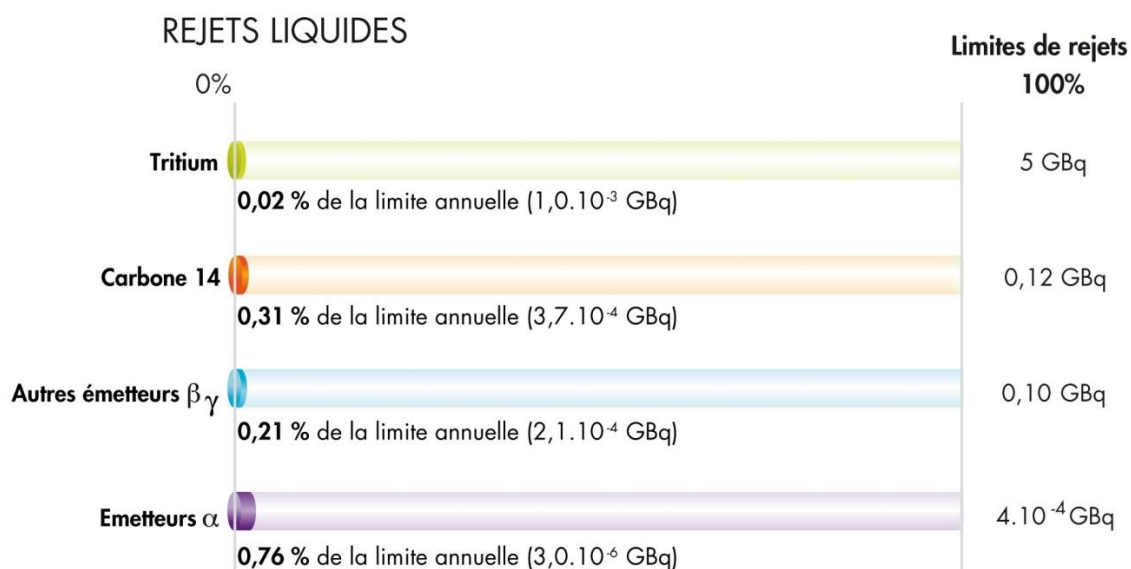 REJETS LIQUIDES
Limites de rejets
0%
100%
Tritium
5 GBq
0,02 % de la limite annuelle (1,0.10⁻³ GBq)
Carbone 14
0,12 GBq
0,31 % de la limite annuelle (3,7.10⁻⁴ GBq)
Autres émetteurs βγ
0,10 GBq
0,21 % de la limite annuelle (2,1.10⁻⁴ GBq)
Emetteurs α
4.10⁻⁴ GBq
0,76 % de la limite annuelle (3,0.10⁻⁶ GBq)